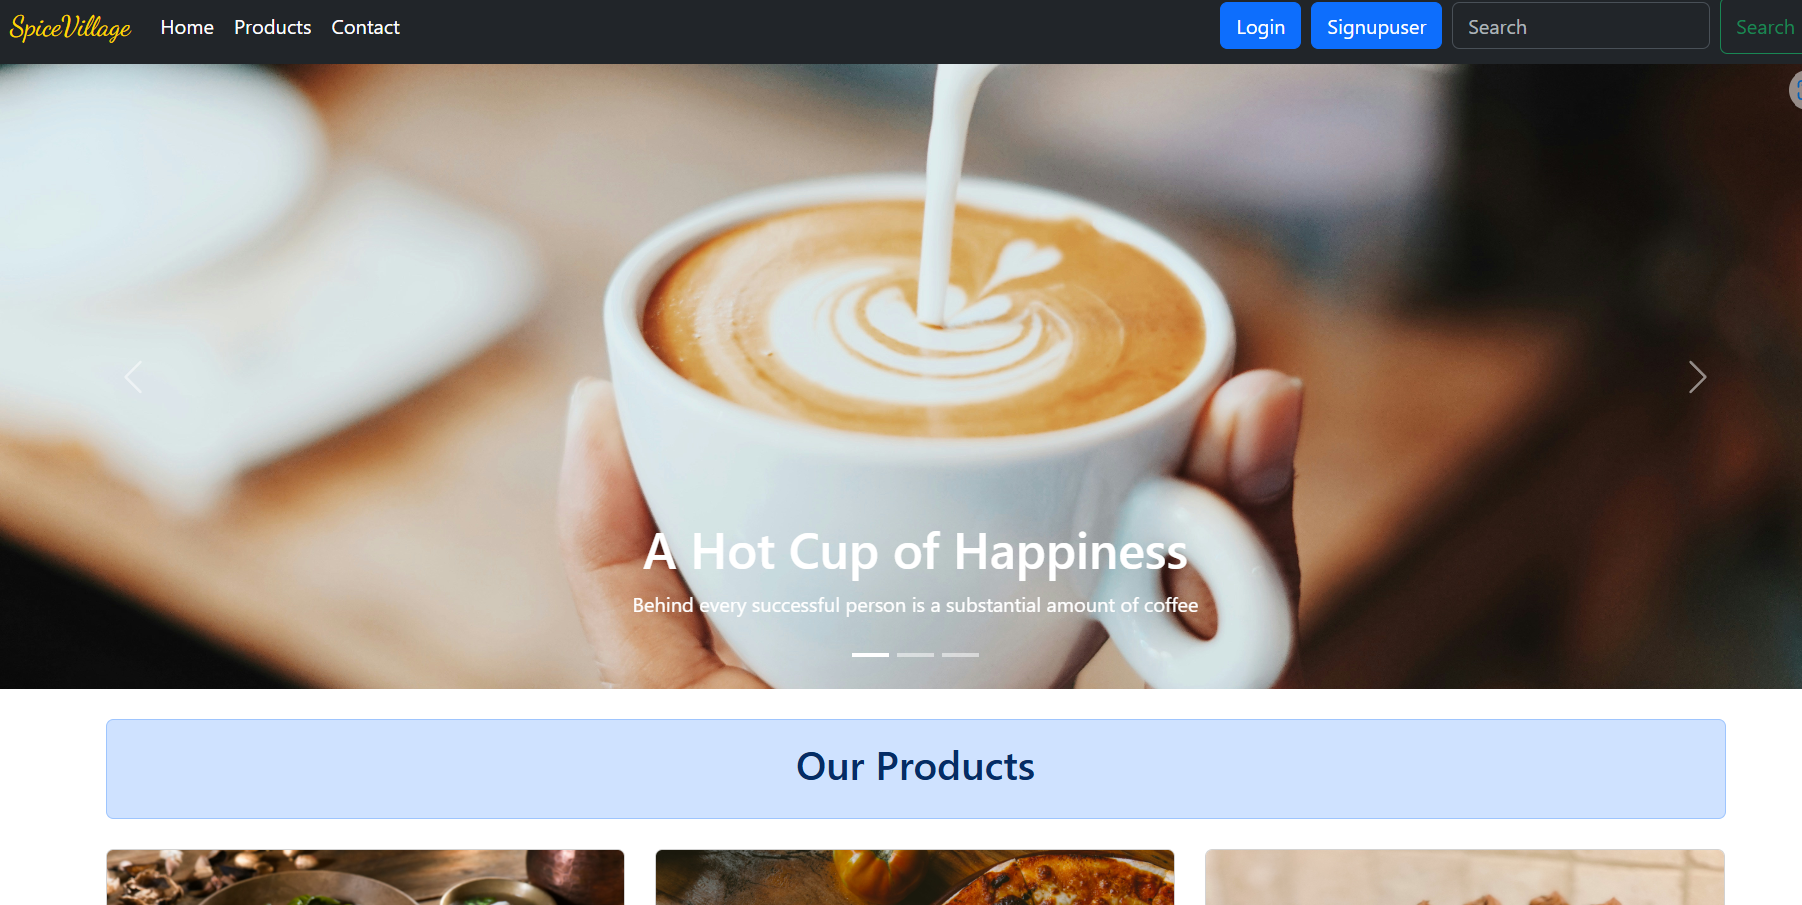 SpiceVillage Home Products Contact Login Signupuser Search Search
A Hot Cup of Happiness
Behind every successful person is a substantial amount of coffee
Our Products